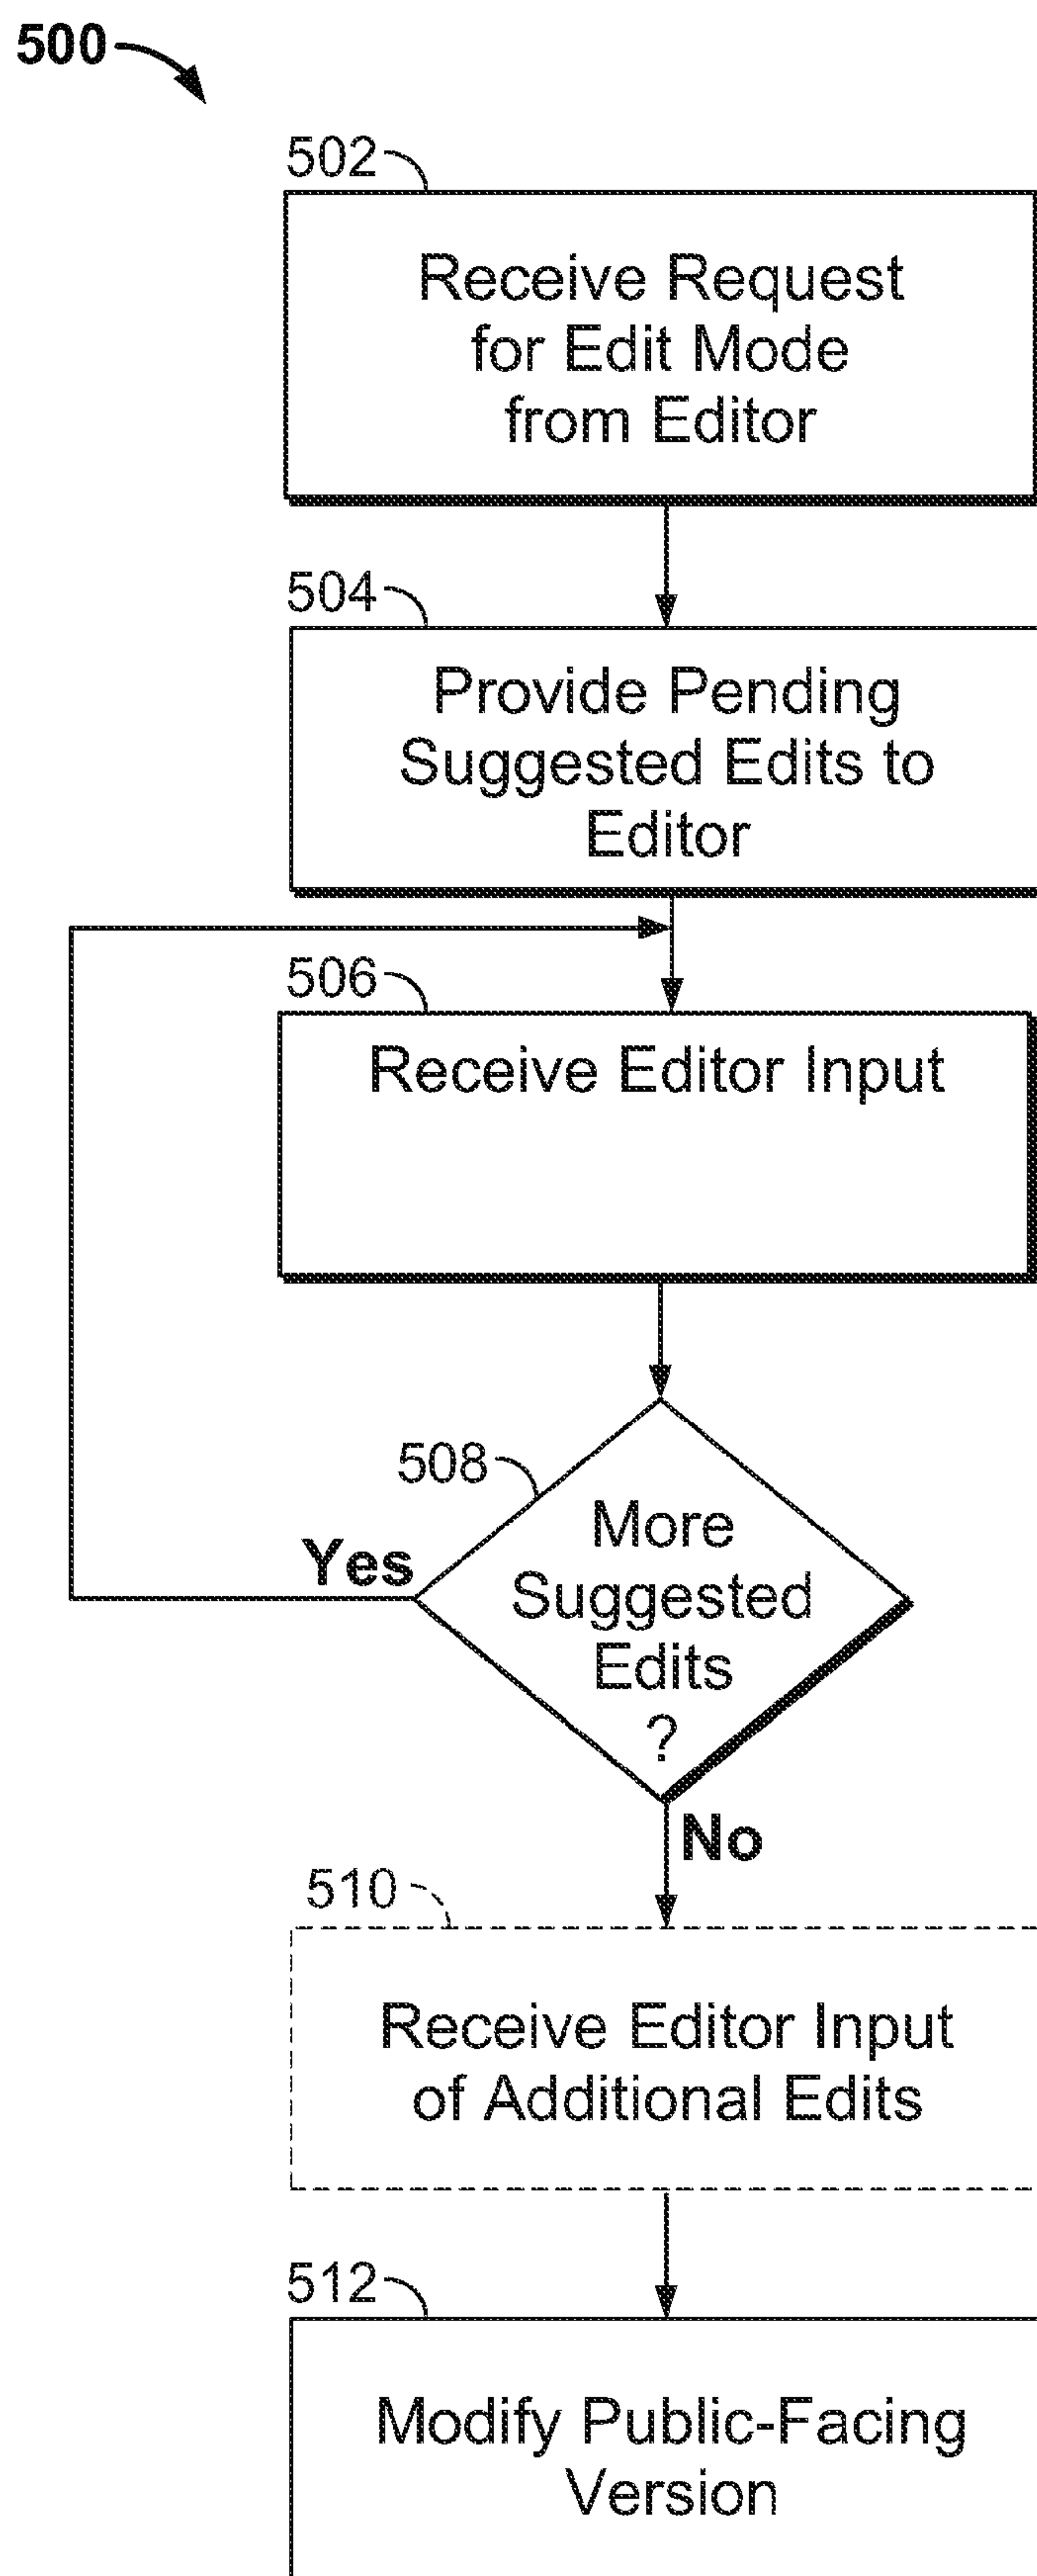 500
502
Receive Request
for Edit Mode
from Editor
504
Provide Pending
Suggested Edits to
Editor
506
Receive Editor Input
508
More
Suggested
Edits
?
Yes
No
510
Receive Editor Input
of Additional Edits
512
Modify Public-Facing
Version